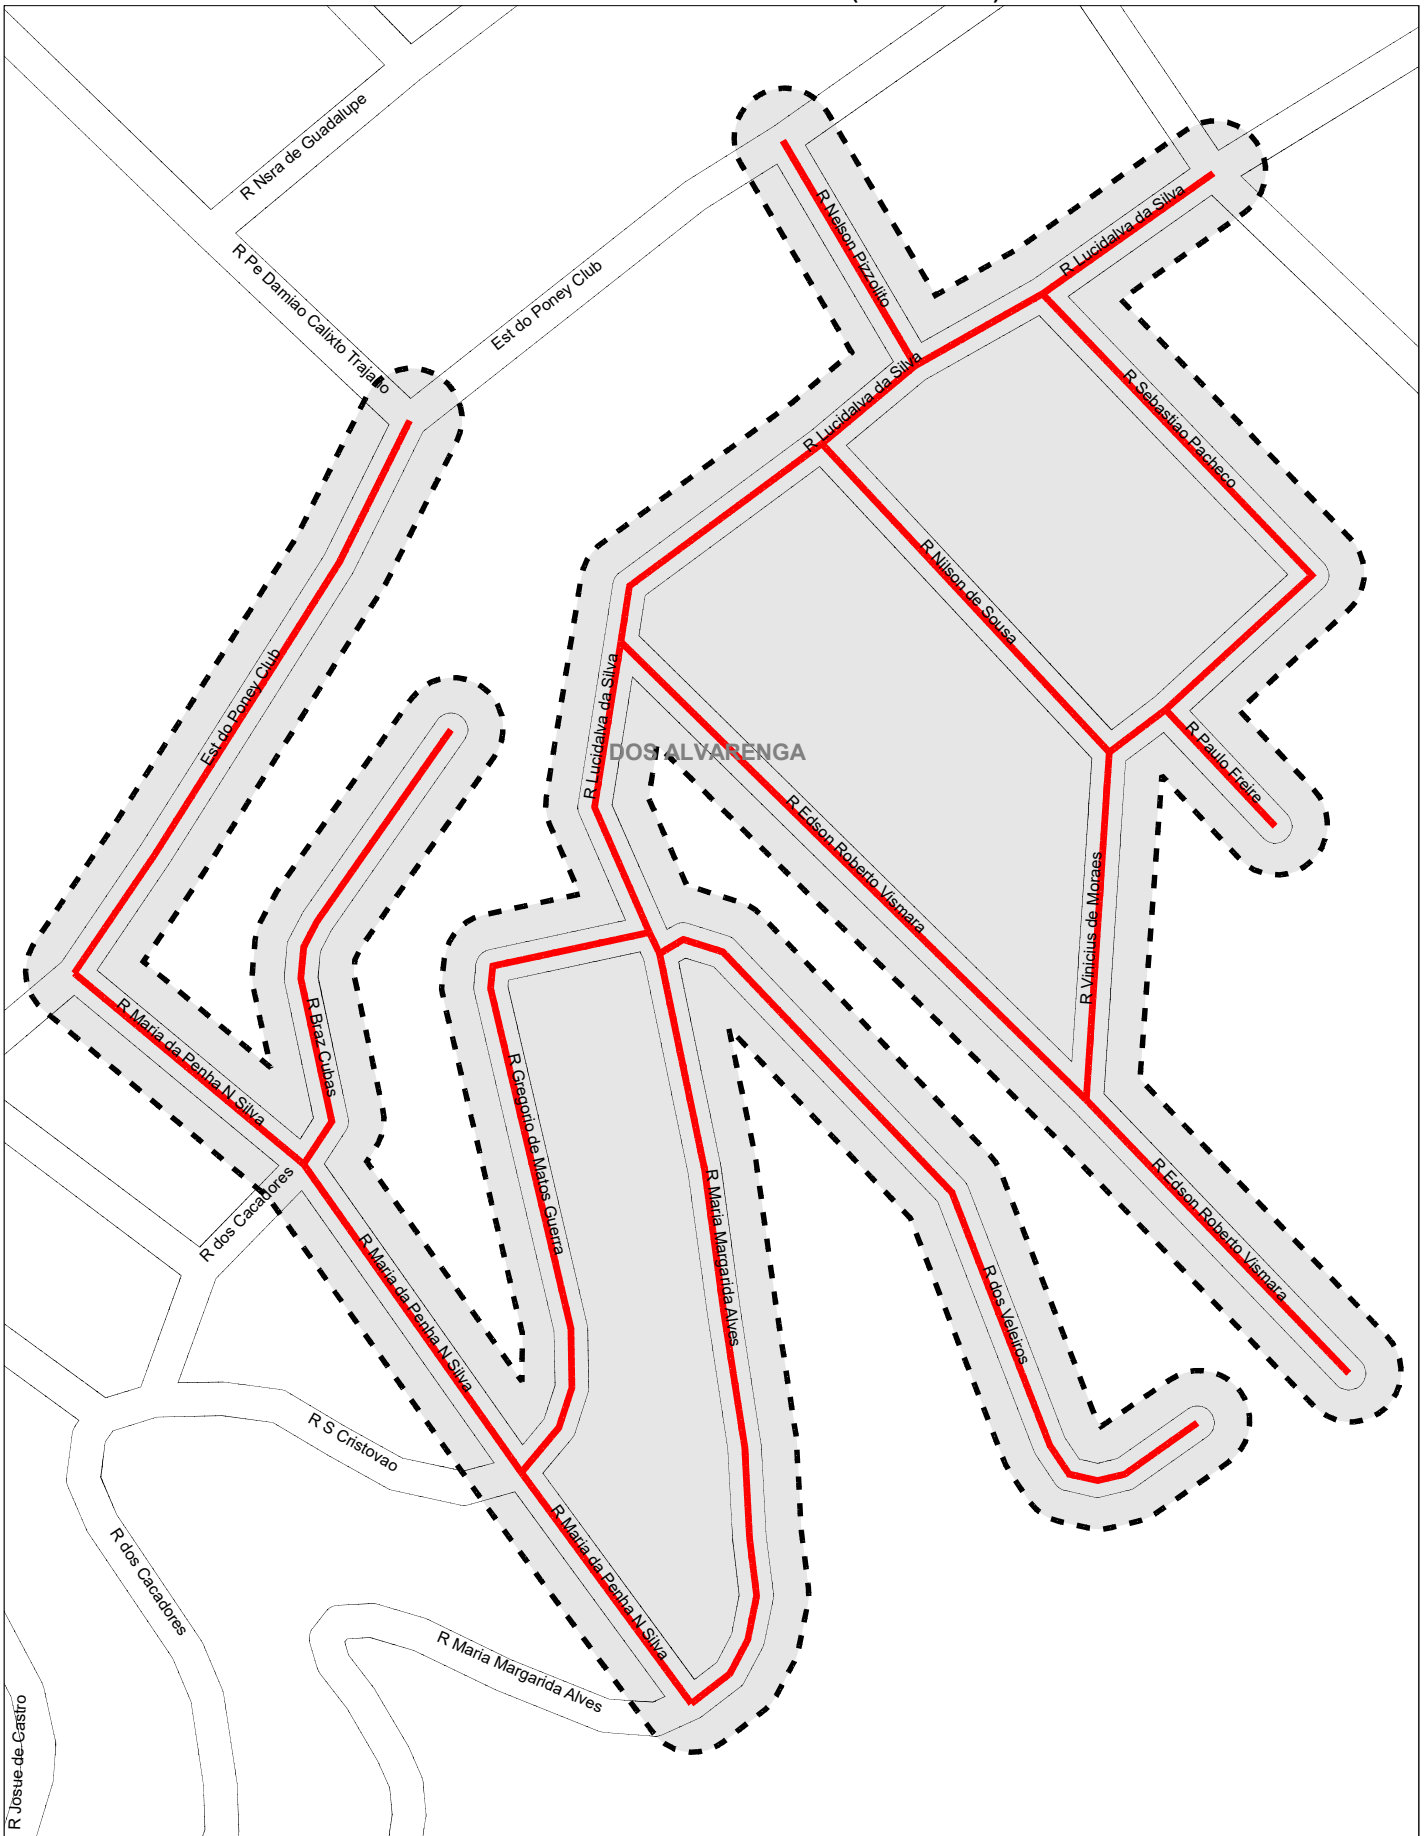 R Nsra de Guadalupe
R Nelson Pizzolito
R Lucidalva da Silva
R Pe Damiao Calixto Trajano
Est do Poney Club
R Lucidalva da Silva
R Sebastiao Pacheco
R Nilson de Sousa
Est do Poney Club
R Lucidalva da Silva
DOS ALVARENGA
R Paulo Freire
R Edson Roberto Vismara
R Vinicius de Moraes
R Maria da Penha N Silva
R Braz Cubas
R Gregorio de Matos Guerra
R dos Cacadores
R Maria Margarida Alves
R Edson Roberto Vismara
R Maria da Penha N Silva
R dos Veleiros
R S Cristovao
R Maria da Penha N Silva
R dos Cacadores
R Maria Margarida Alves
R Josue de Castro